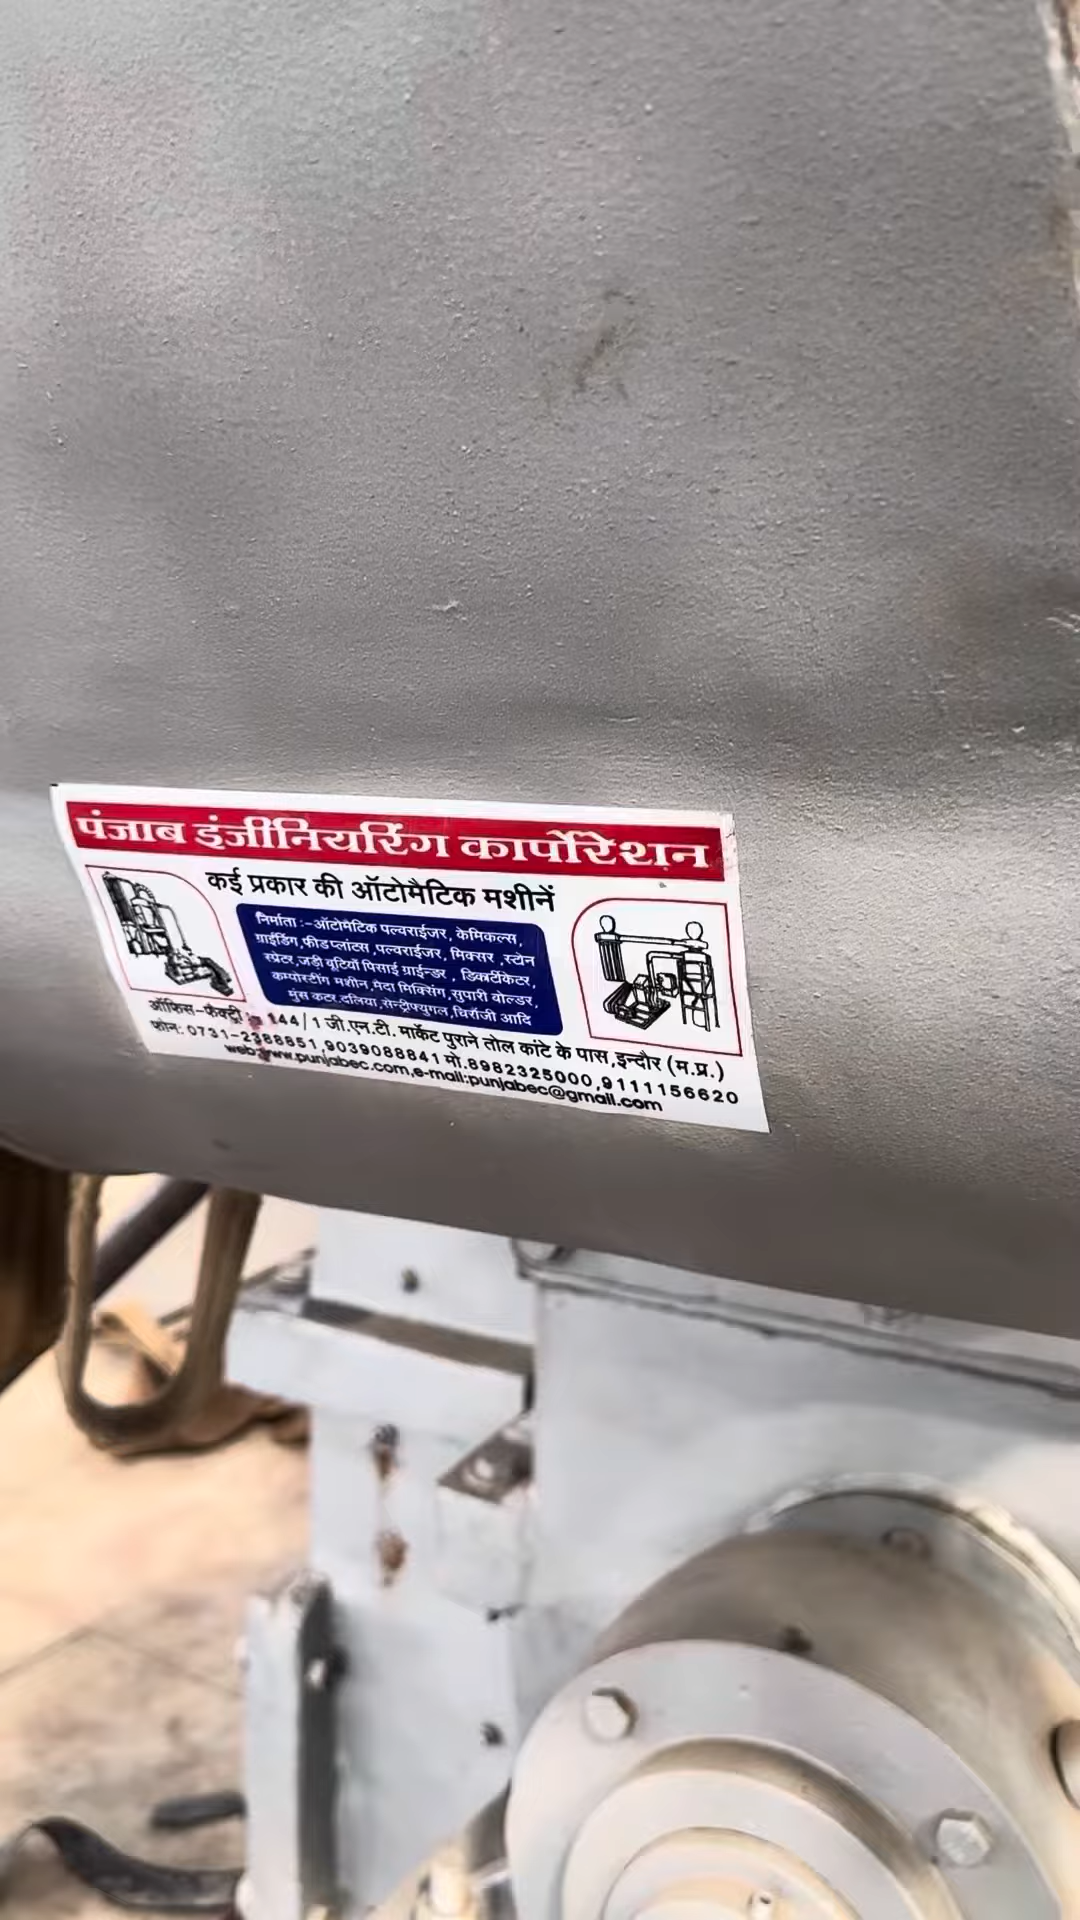 पंजाब इंजीनियरिंग कार्पोरेशन
कई प्रकार की ऑटोमैटिक मशीनें
निर्माता :-ऑटोमैटिक पल्वराईजर, केमिकल्स,
ग्राईडिंग,फीडप्लांटस ,पल्वराईजर, मिक्सर ,स्टोन
स्प्रेटर,जड़ी बूटियाँ पिसाई ग्राईन्डर , डिकार्टीकेटर,
कम्पोस्टींग मशीन,मेदा मिक्सिंग,सुपारी वोल्डर,
मुंस कटर,दलिया,सेन्ट्रीफ्युगल,चिरौंजी आदि
ऑफिस-फैक्ट्री :- 144/1 जी.एन.टी. मार्केट पुराने तोल कांटे के पास,इन्दौर (म.प्र.)
फोन: 0731-2388851,9039088841 मो.8982325000,9111156620
web:www.punjabec.com,e-mail:punjabec@gmail.com